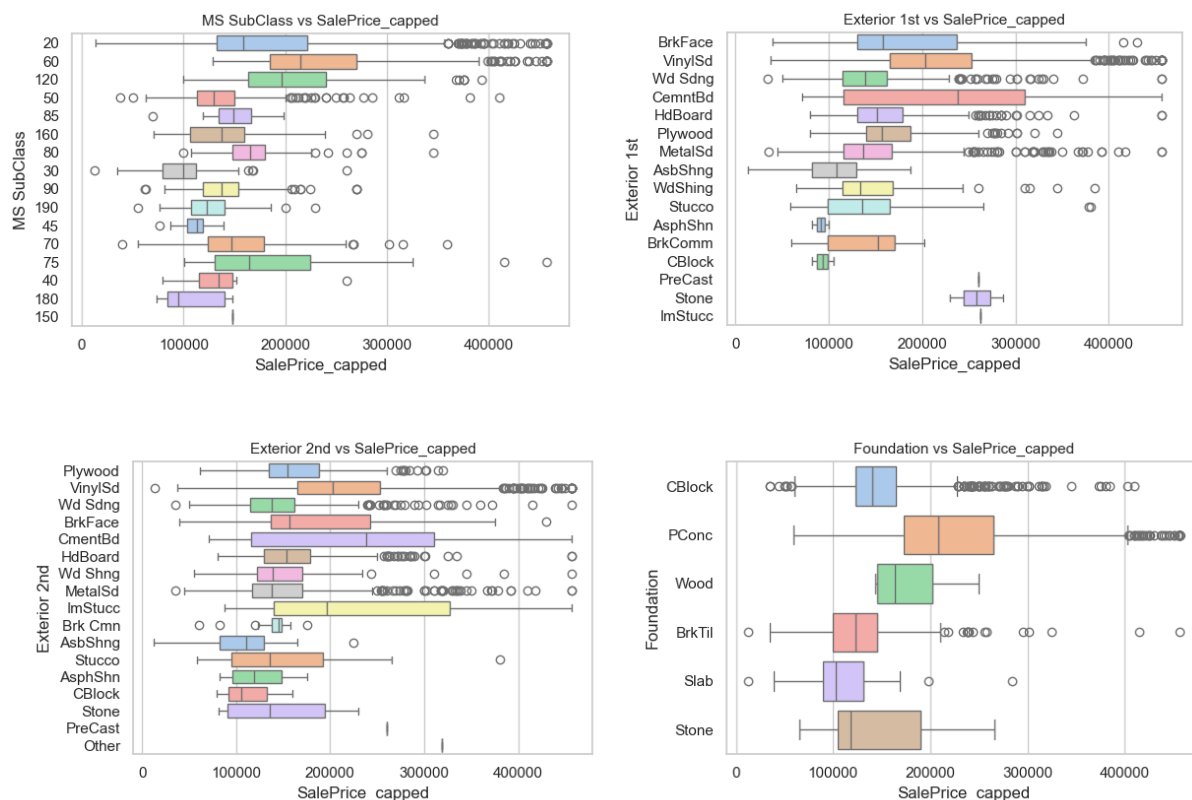 MS SubClass vs SalePrice_capped
MS SubClass
20
60
120
50
85
160
80
30
90
190
45
70
75
40
180
150
0 100000 200000 300000 400000
SalePrice_capped
Exterior 1st vs SalePrice_capped
Exterior 1st
BrkFace
VinylSd
Wd Sdng
CemntBd
HdBoard
Plywood
MetalSd
AsbShng
WdShing
Stucco
AsphShn
BrkComm
CBlock
PreCast
Stone
ImStucc
0 100000 200000 300000 400000
SalePrice_capped
Exterior 2nd vs SalePrice_capped
Exterior 2nd
Plywood
VinylSd
Wd Sdng
BrkFace
CmentBd
HdBoard
Wd Shng
MetalSd
ImStucc
Brk Cmn
AsbShng
Stucco
AsphShn
CBlock
Stone
PreCast
Other
0 100000 200000 300000 400000
SalePrice_capped
Foundation vs SalePrice_capped
Foundation
CBlock
PConc
Wood
BrkTil
Slab
Stone
0 100000 200000 300000 400000
SalePrice_capped